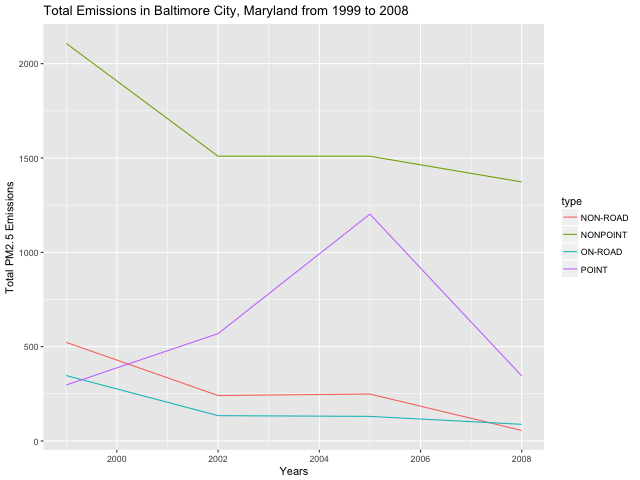 Total Emissions in Baltimore City, Maryland from 1999 to 2008
Total PM2.5 Emissions
2000
1500
1000
500
0
2000 2002 2004 2006 2008
Years
type
NON-ROAD
NONPOINT
ON-ROAD
POINT